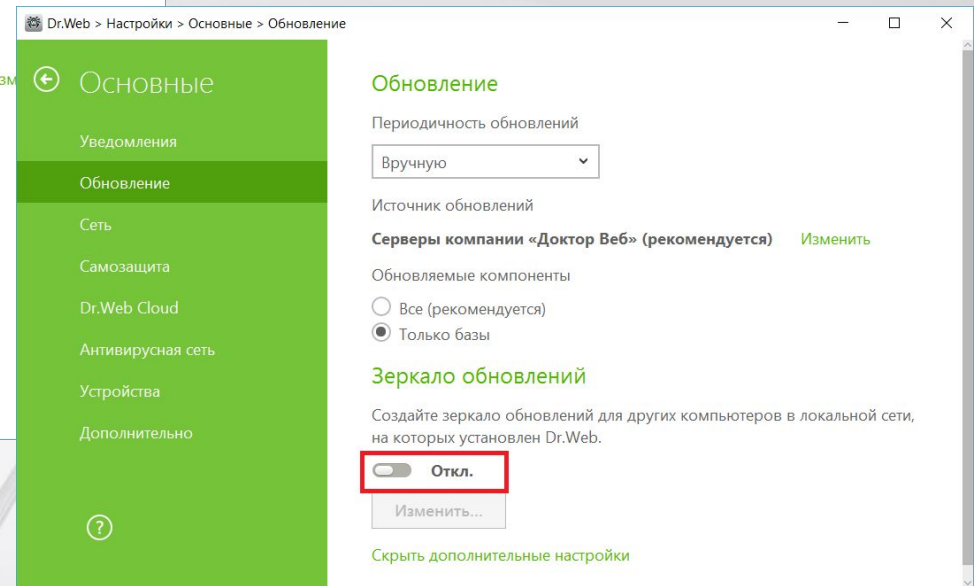 Dr.Web > Настройки > Основные > Обновление
зм
Основные
Уведомления
Обновление
Сеть
Самозащита
Dr.Web Cloud
Антивирусная сеть
Устройства
Дополнительно
?
Обновление
Периодичность обновлений
Вручную
Источник обновлений
Серверы компании «Доктор Веб» (рекомендуется) Изменить
Обновляемые компоненты
Все (рекомендуется)
Только базы
Зеркало обновлений
Создайте зеркало обновлений для других компьютеров в локальной сети,
на которых установлен Dr.Web.
Откл.
Изменить...
Скрыть дополнительные настройки